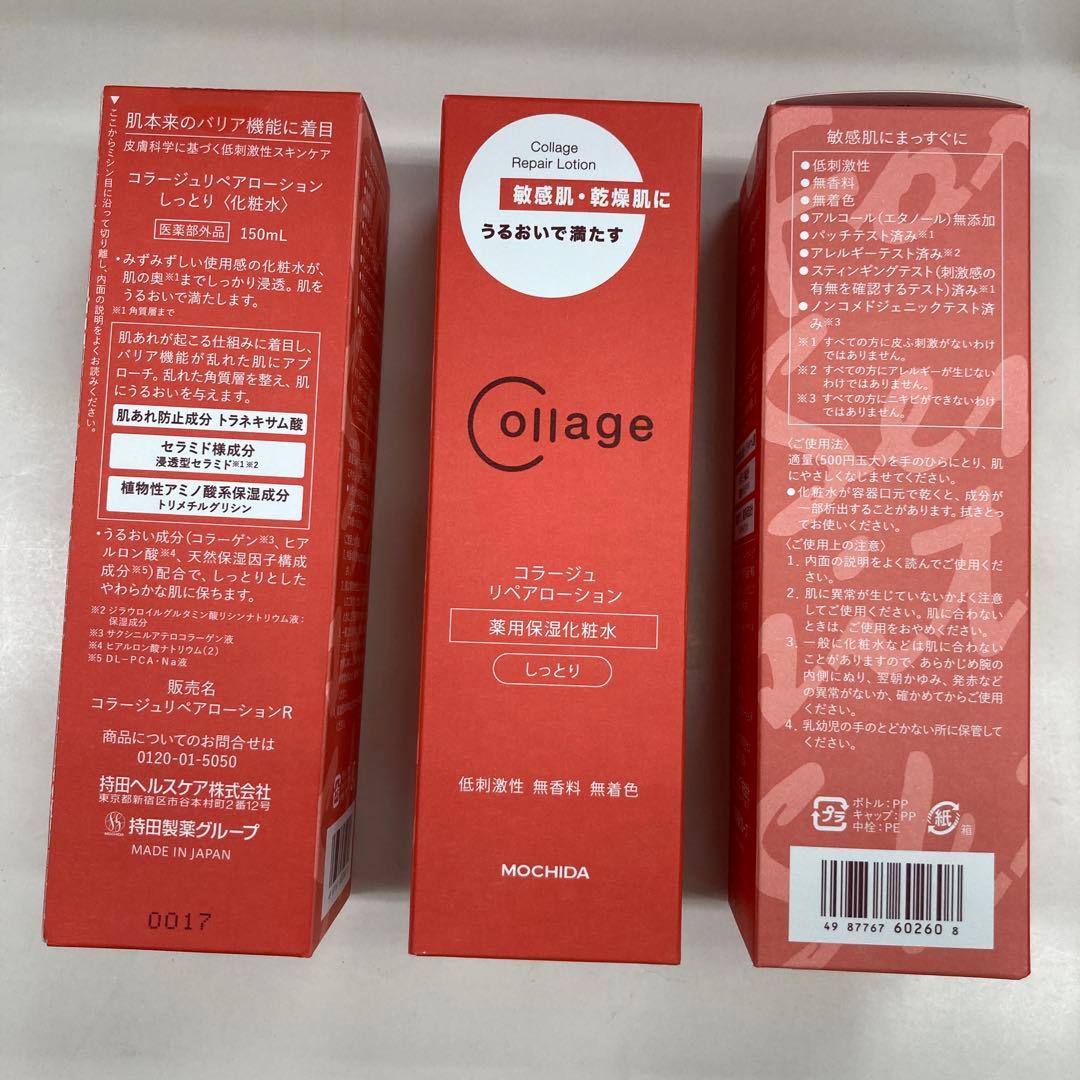 ▼ここからミシン目に沿って切り離し、内面の説明をよくお読みください。
肌本来のバリア機能に着目
皮膚科学に基づく低刺激性スキンケア
コラージュリペアローション
しっとり〈化粧水〉
医薬部外品 150mL
・みずみずしい使用感の化粧水が、
肌の奥※1までしっかり浸透。肌を
うるおいで満たします。
※1 角質層まで
肌あれが起こる仕組みに着目し、
バリア機能が乱れた肌にアプ
ローチ。乱れた角質層を整え、肌
にうるおいを与えます。
肌あれ防止成分 トラネキサム酸
セラミド様成分
浸透型セラミド※1※2
植物性アミノ酸系保湿成分
トリメチルグリシン
・うるおい成分(コラーゲン※3、ヒア
ルロン酸※4、天然保湿因子構成
成分※5)配合で、しっとりとした
やわらかな肌に保ちます。
※2 ジラウロイルグルタミン酸リシンナトリウム液：
保湿成分
※3 サクシニルアテロコラーゲン液
※4 ヒアルロン酸ナトリウム(2)
※5 DL-PCA・Na液
販売名
コラージュリペアローションR
商品についてのお問合せは
0120-01-5050
持田ヘルスケア株式会社
東京都新宿区市谷本村町2番12号
MOCHIDA
持田製薬グループ
MADE IN JAPAN
0017
Collage
Repair Lotion
敏感肌・乾燥肌に
うるおいで満たす
Collage
コラージュ
リペアローション
薬用保湿化粧水
しっとり
低刺激性 無香料 無着色
MOCHIDA
敏感肌にまっすぐに
●低刺激性
●無香料
●無着色
●アルコール(エタノール)無添加
●パッチテスト済み※1
●アレルギーテスト済み※2
●スティンギングテスト(刺激感の
有無を確認するテスト)済み※1
●ノンコメドジェニックテスト済
み※3
※1 すべての方に皮ふ刺激がないわけ
ではありません。
※2 すべての方にアレルギーが生じない
わけではありません。
※3 すべての方にニキビができないわけ
ではありません。
〈ご使用法〉
適量(500円玉大)を手のひらにとり、肌
にやさしくなじませてください。
●化粧水が容器口元で乾くと、成分が
一部析出することがあります。拭きとっ
てお使いください。
〈ご使用上の注意〉
1. 内面の説明をよく読んでご使用くださ
い。
2. 肌に異常が生じていないかよく注意
してご使用ください。肌に合わない
ときは、ご使用をおやめください。
3. 一般に化粧水などは肌に合わない
ことがありますので、あらかじめ腕の
内側にぬり、翌朝かゆみ、発赤など
の異常がないか、確かめてからご使用
ください。
4. 乳幼児の手のとどかない所に保管して
ください。
プラ
ボトル：PP
キャップ：PP
中栓：PE
紙
箱
49 87767 60260 8